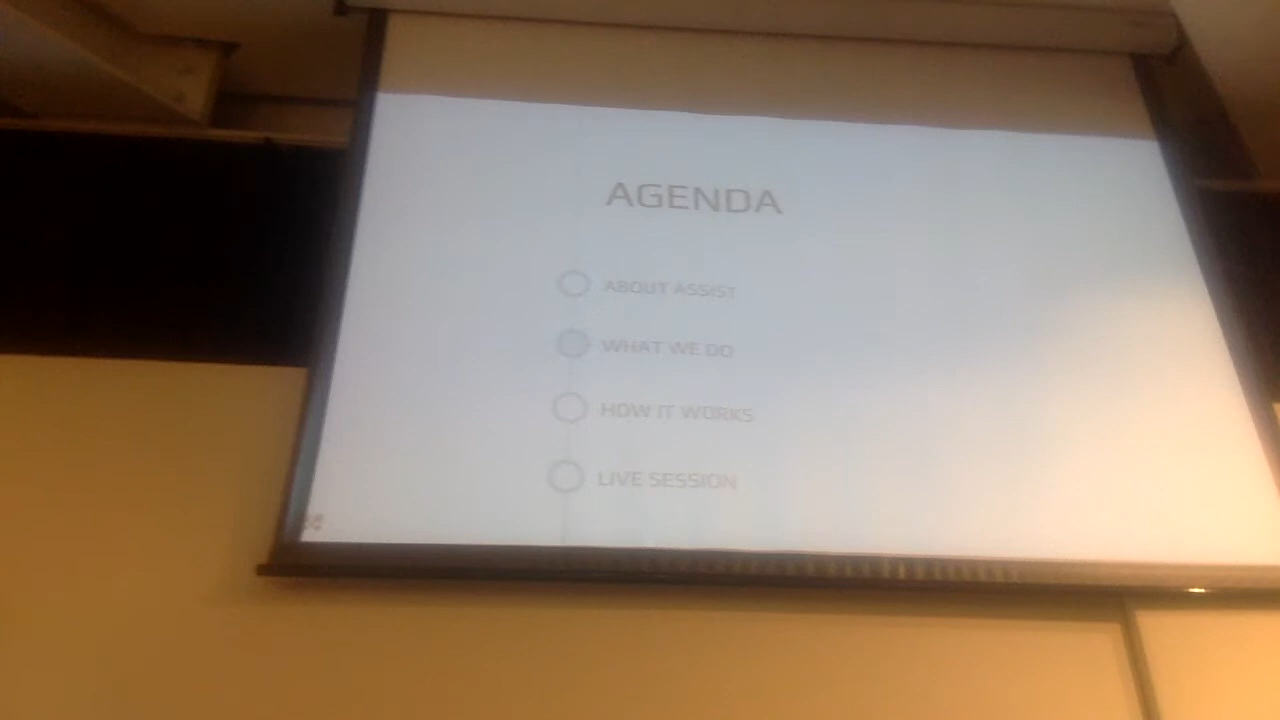 AGENDA
ABOUT ASSIST
WHAT WE DO
HOW IT WORKS
LIVE SESSION